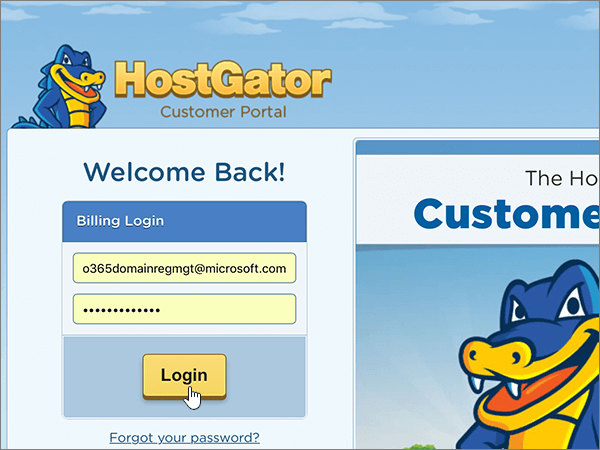 HostGator
Customer Portal
Welcome Back!
The Ho
Custome
Billing Login
o365domainregmgt@microsoft.com
•••••••••••••
Login
Forgot your password?